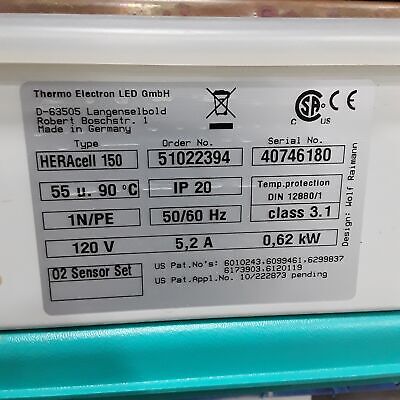 Thermo Electron LED GmbH
D-63505 Langenselbold
Robert Boschstr. 1
Made in Germany
CSA C US
CE
Type Order No. Serial No.
HERAcell 150 51022394 40746180
55 u. 90 °C IP 20 Temp.protection
DIN 12880/1
class 3.1
1N/PE 50/60 Hz
120 V 5,2 A 0,62 kW
O2 Sensor Set
US Pat.No's: 6010243,6099461,6299837
6173903,6120119
US Pat.Appl.No. 10/222873 pending
Design: Wolf Raimann